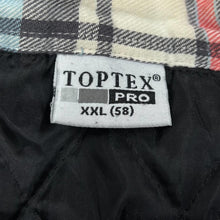 TOPTEX
PRO
XXL (58)